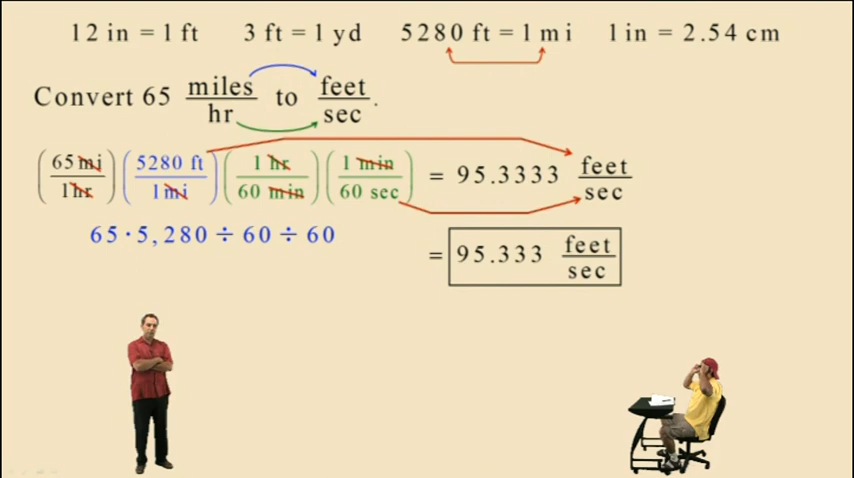 12 in = 1 ft 3 ft = 1 yd 5280 ft = 1 mi 1 in = 2.54 cm
Convert 65 miles/hr to feet/sec.
(65 mi/1 hr)(5280 ft/1 mi)(1 hr/60 min)(1 min/60 sec) = 95.3333 feet/sec
65 · 5,280 ÷ 60 ÷ 60
= 95.333 feet/sec